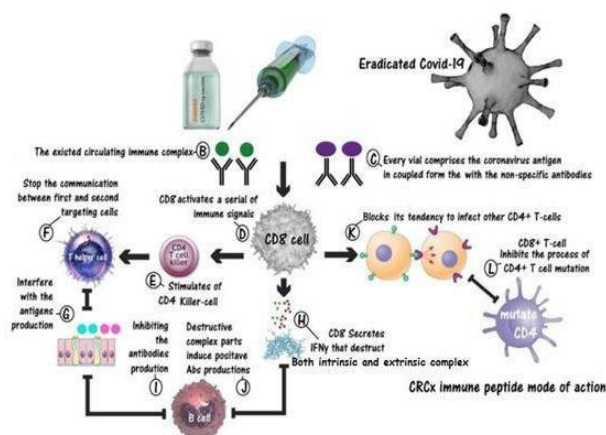 Eradicated Covid-19
The existed circulating immune complex
B
C
Every vial comprises the coronavirus antigen
in coupled form the with the non-specific antibodies
Stop the communication
between first and second
targeting cells
F
CD8 activates a serial of
immune signals
D
CD8 cell
K
Blocks its tendency to infect other CD4+ T-cells
T helper cell
CD4
T cell
killer
E
Stimulates of
CD4 Killer-cell
CD8+ T-cell
Inhibits the process of
L
CD4+ T cell mutation
Interfere
with the
G
antigens
production
Inhibiting
the
antibodies
prodution
I
Destructive
complex parts
induce positave
Abs productions
J
H
CD8 Secretes
IFNγ that destruct
Both intrinsic and extrinsic complex
mutate
CD4
B cell
CRCx immune peptide mode of action